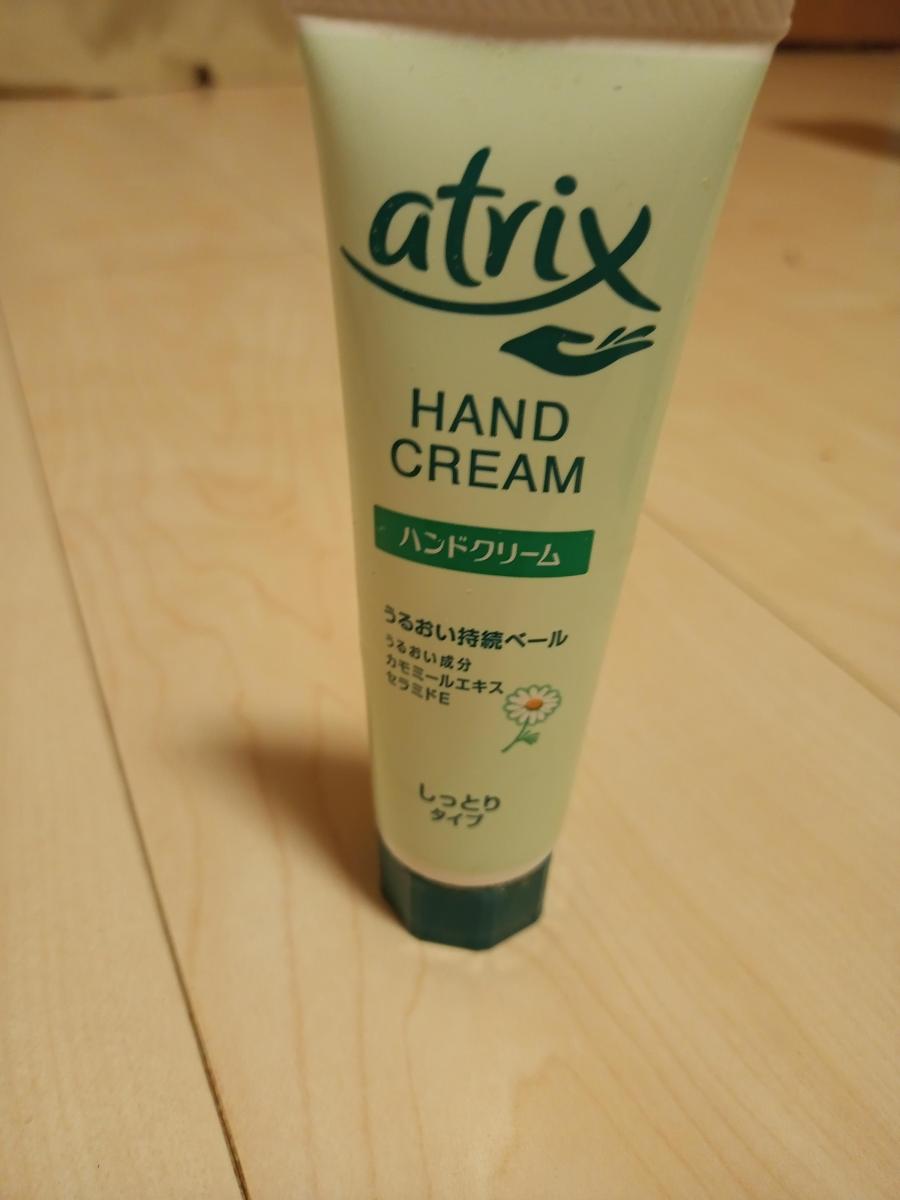 atrix
HAND
CREAM
ハンドクリーム
うるおい持続ベール
うるおい成分
カモミールエキス
セラミドE
しっとり
タイプ